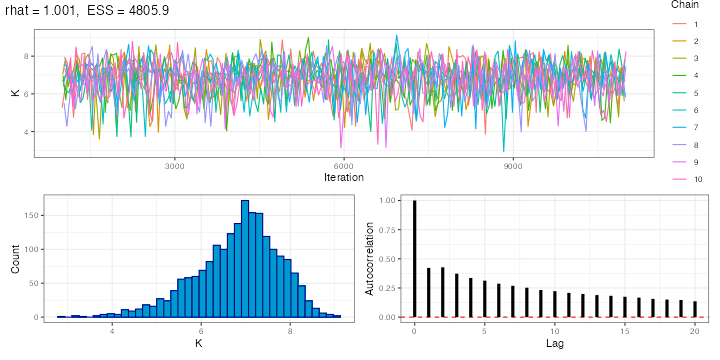 rhat = 1.001, ESS = 4805.9
Chain
1
2
3
4
5
6
7
8
9
10
K
8
6
4
3000 6000 9000
Iteration
Count
150
100
50
0
4 6 8
K
Autocorrelation
1.00
0.75
0.50
0.25
0.00
0 5 10 15 20
Lag